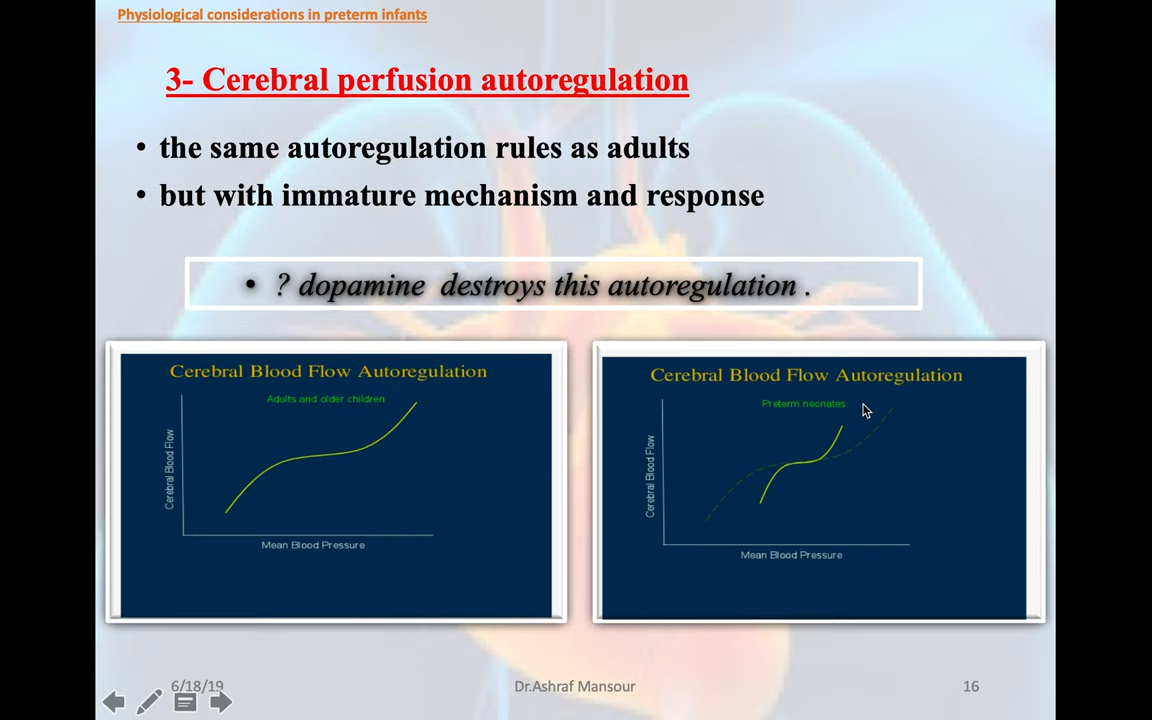 Physiological considerations in preterm infants
3- Cerebral perfusion autoregulation
• the same autoregulation rules as adults
• but with immature mechanism and response
• ? dopamine destroys this autoregulation .
Cerebral Blood Flow Autoregulation
Adults and older children
Cerebral Blood Flow
Mean Blood Pressure
Cerebral Blood Flow Autoregulation
Preterm neonates
Cerebral Blood Flow
Mean Blood Pressure
6/18/19
Dr.Ashraf Mansour
16